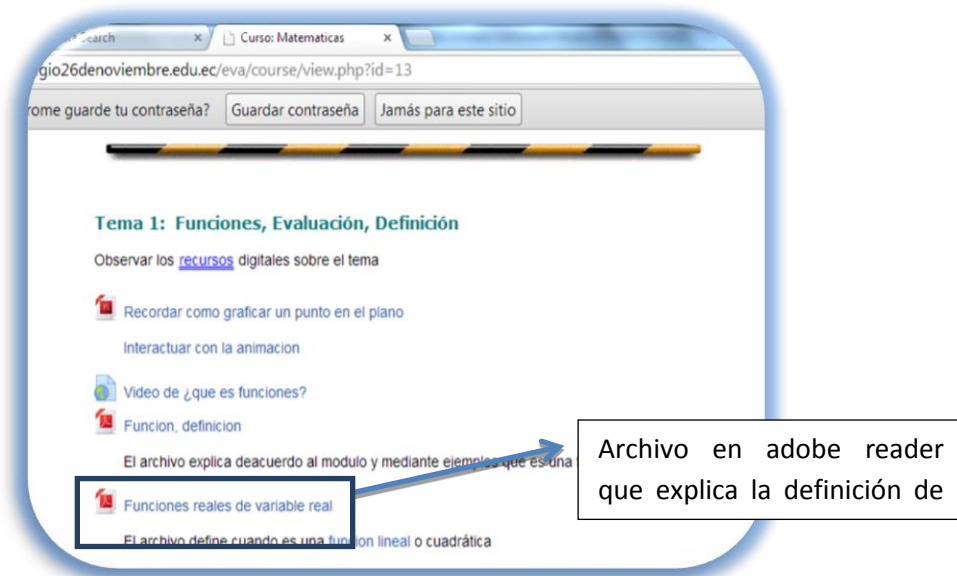 Search
Curso: Matematicas
gio26denoviembre.edu.ec/eva/course/view.php?id=13
rome guarde tu contraseña? Guardar contraseña Jamás para este sitio
Tema 1: Funciones, Evaluación, Definición
Observar los recursos digitales sobre el tema
Recordar como graficar un punto en el plano
Interactuar con la animacion
Video de ¿que es funciones?
Funcion, definicion
El archivo explica deacuerdo al modulo y mediante ejemplos que es una
Funciones reales de variable real
El archivo define cuando es una funcion lineal o cuadrática
Archivo en adobe reader
que explica la definición de